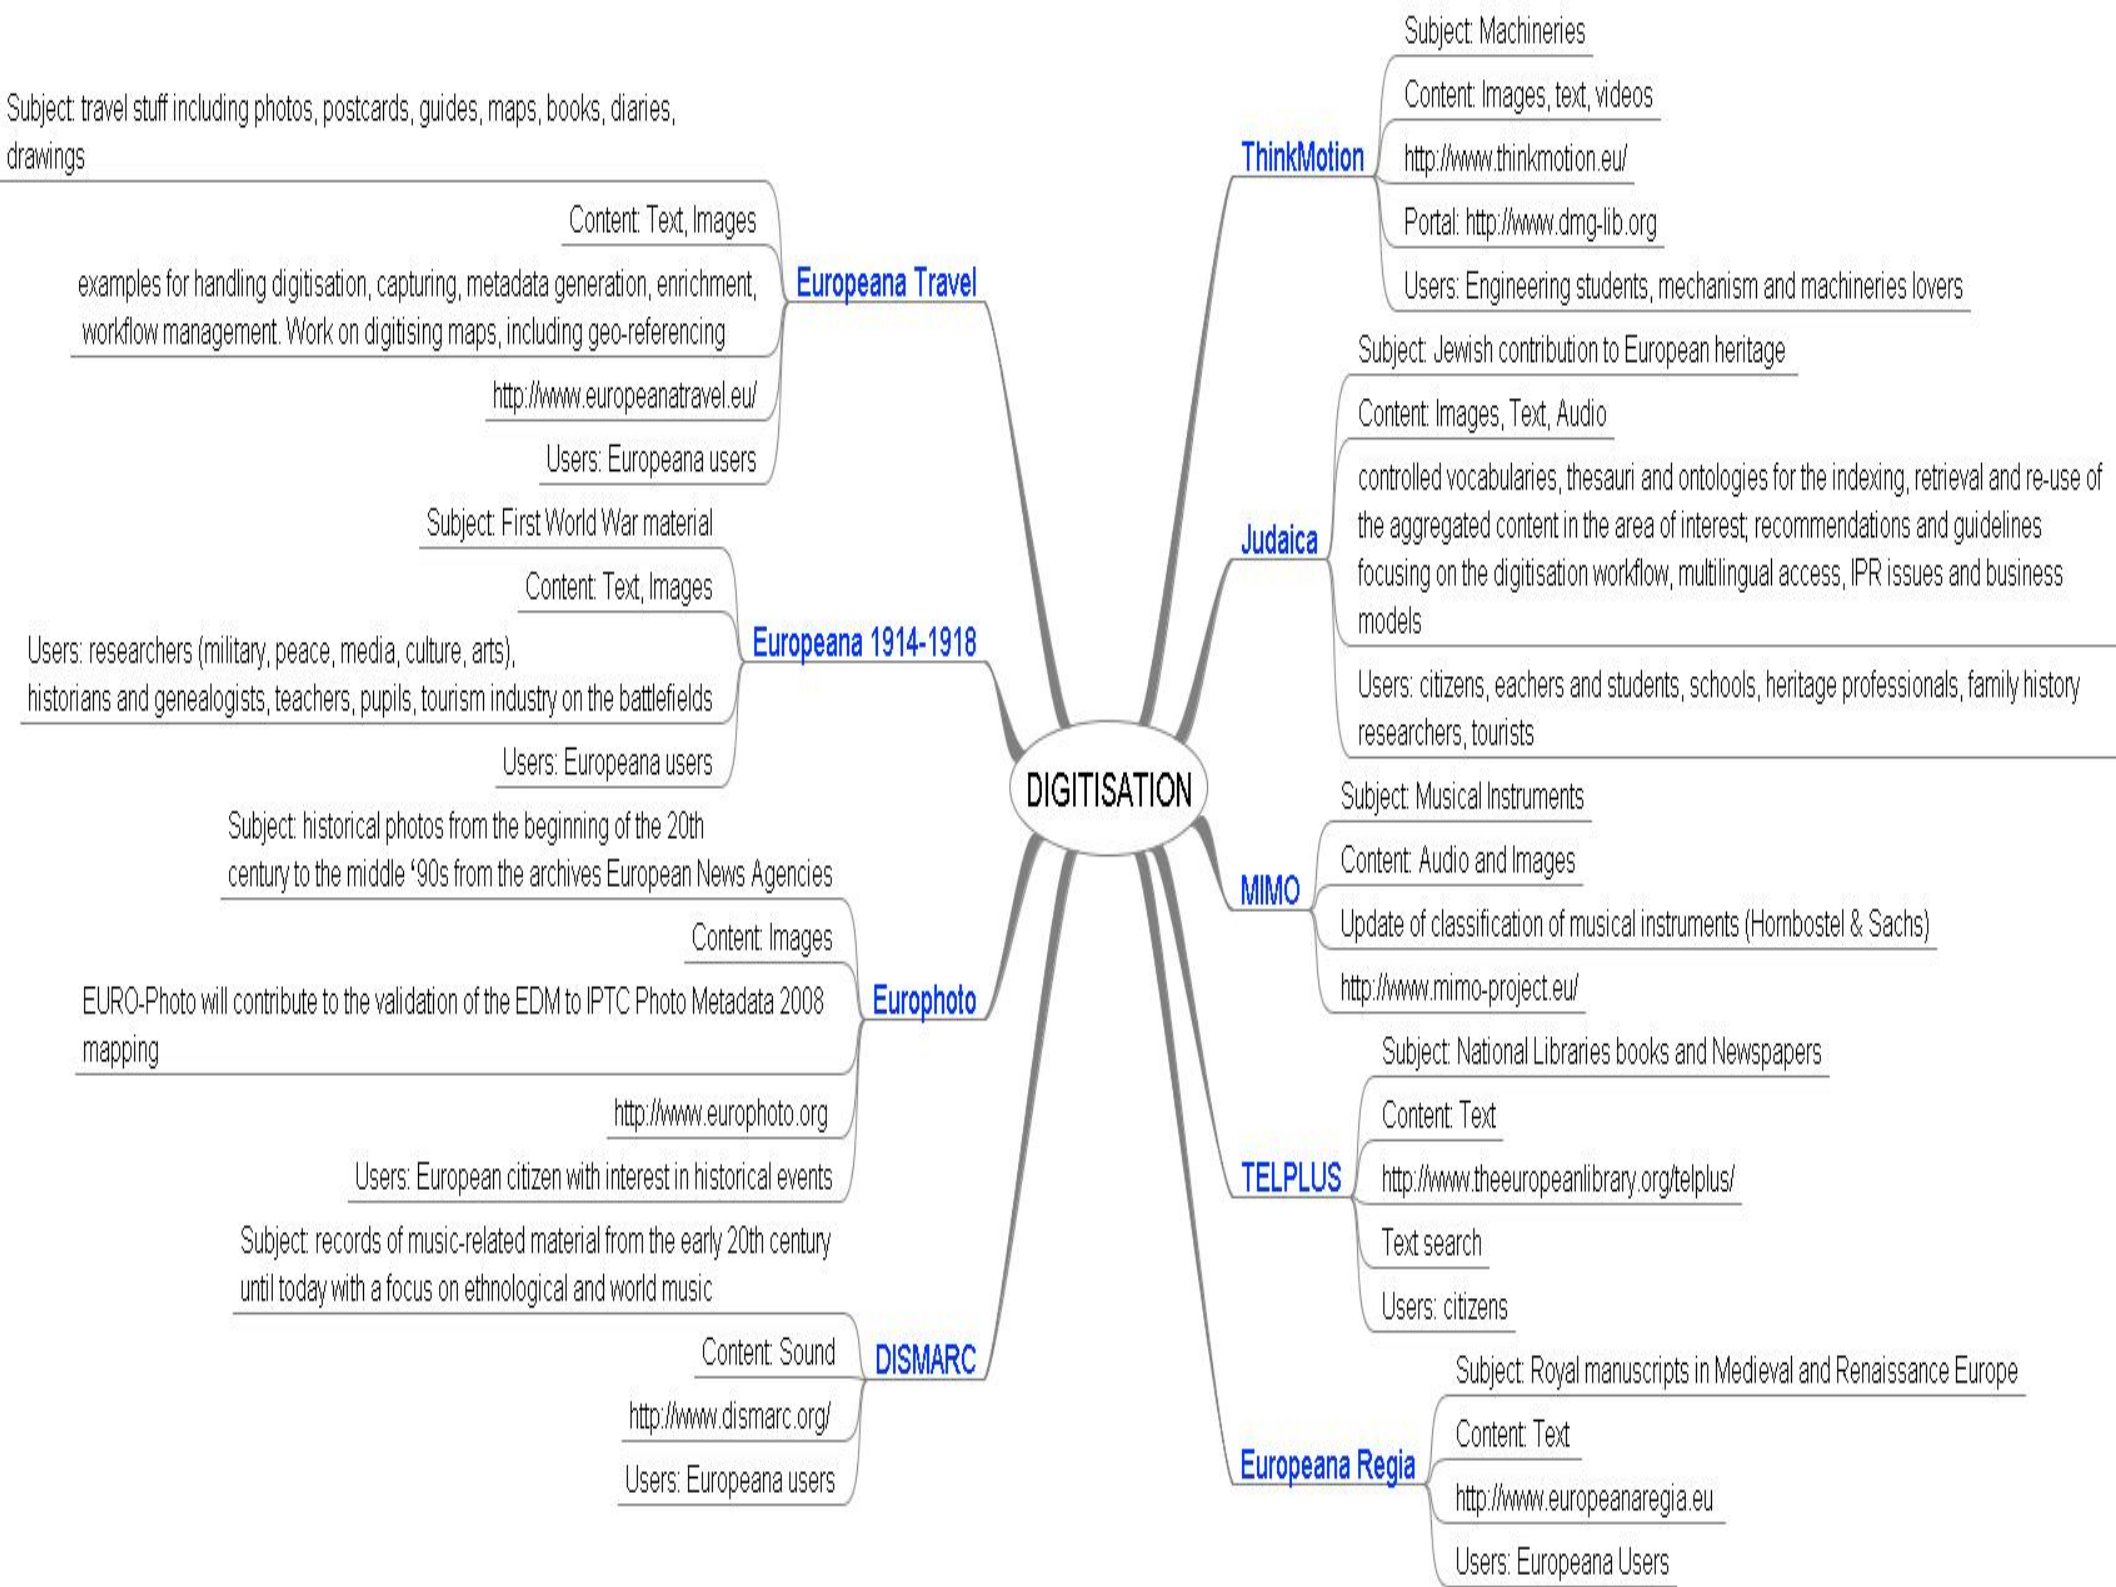 DIGITISATION
Europeana Travel
Subject: travel stuff including photos, postcards, guides, maps, books, diaries,
drawings
Content: Text, Images
examples for handling digitisation, capturing, metadata generation, enrichment,
workflow management. Work on digitising maps, including geo-referencing
http://www.europeanatravel.eu/
Users: Europeana users
Europeana 1914-1918
Subject: First World War material
Content: Text, Images
Users: researchers (military, peace, media, culture, arts),
historians and genealogists, teachers, pupils, tourism industry on the battlefields
Users: Europeana users
Europhoto
Subject: historical photos from the beginning of the 20th
century to the middle ‘90s from the archives European News Agencies
Content: Images
EURO-Photo will contribute to the validation of the EDM to IPTC Photo Metadata 2008
mapping
http://www.europhoto.org
Users: European citizen with interest in historical events
DISMARC
Subject: records of music-related material from the early 20th century
until today with a focus on ethnological and world music
Content: Sound
http://www.dismarc.org/
Users: Europeana users
ThinkMotion
Subject: Machineries
Content: Images, text, videos
http://www.thinkmotion.eu/
Portal: http://www.dmg-lib.org
Users: Engineering students, mechanism and machineries lovers
Judaica
Subject: Jewish contribution to European heritage
Content: Images, Text, Audio
controlled vocabularies, thesauri and ontologies for the indexing, retrieval and re-use of
the aggregated content in the area of interest; recommendations and guidelines
focusing on the digitisation workflow, multilingual access, IPR issues and business
models
Users: citizens, eachers and students, schools, heritage professionals, family history
researchers, tourists
MIMO
Subject: Musical Instruments
Content: Audio and Images
Update of classification of musical instruments (Hornbostel & Sachs)
http://www.mimo-project.eu/
TELPLUS
Subject: National Libraries books and Newspapers
Content: Text
http://www.theeuropeanlibrary.org/telplus/
Text search
Users: citizens
Europeana Regia
Subject: Royal manuscripts in Medieval and Renaissance Europe
Content: Text
http://www.europeanaregia.eu
Users: Europeana Users